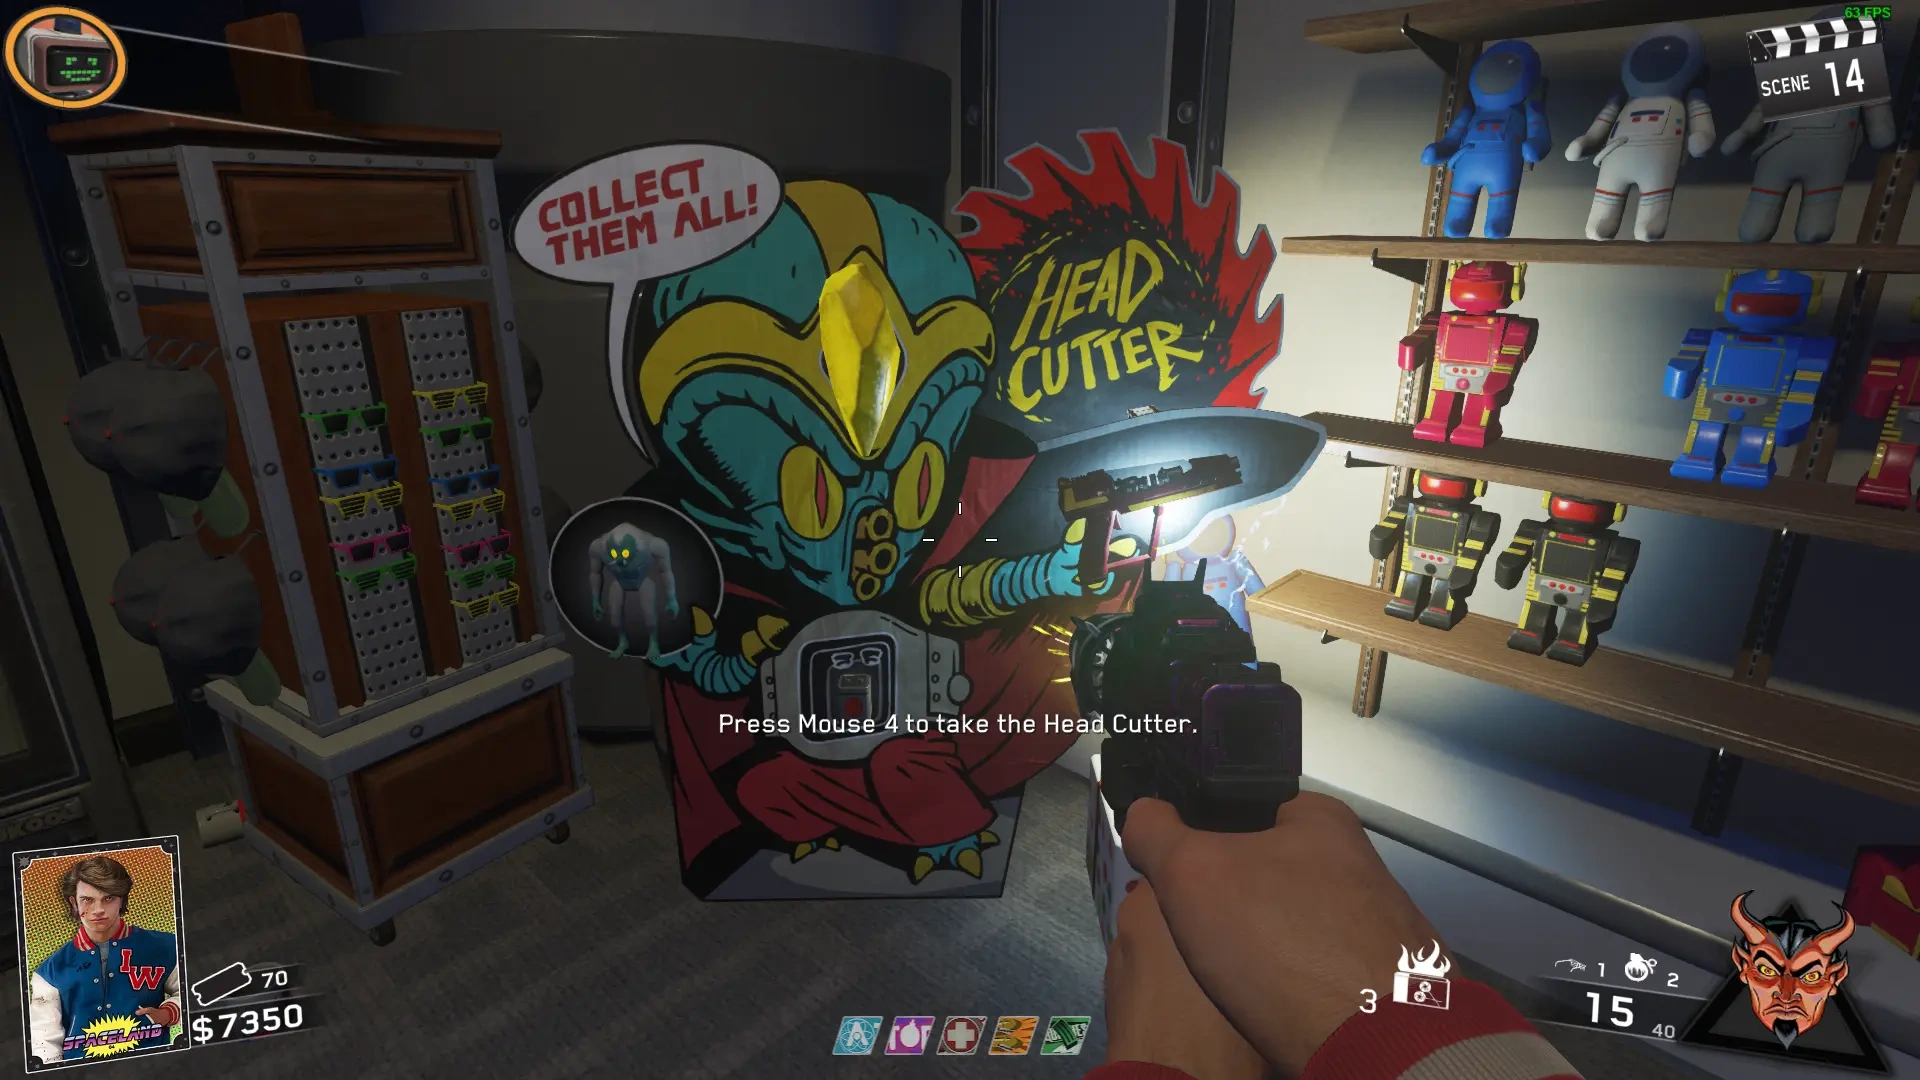 63 FPS
SCENE 14
COLLECT
THEM ALL!
HEAD
CUTTER
Press Mouse 4 to take the Head Cutter.
IW
SPACELAND
70
$7350
3
1
2
15
40